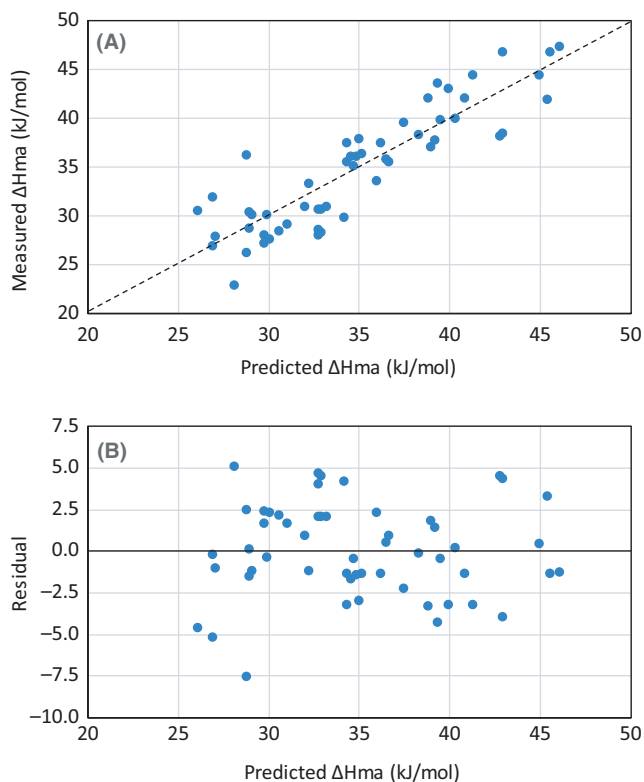 (A)
Measured ΔHma (kJ/mol)
50
45
40
35
30
25
20
20 25 30 35 40 45 50
Predicted ΔHma (kJ/mol)
(B)
Residual
7.5
5.0
2.5
0.0
−2.5
−5.0
−7.5
−10.0
20 25 30 35 40 45 50
Predicted ΔHma (kJ/mol)